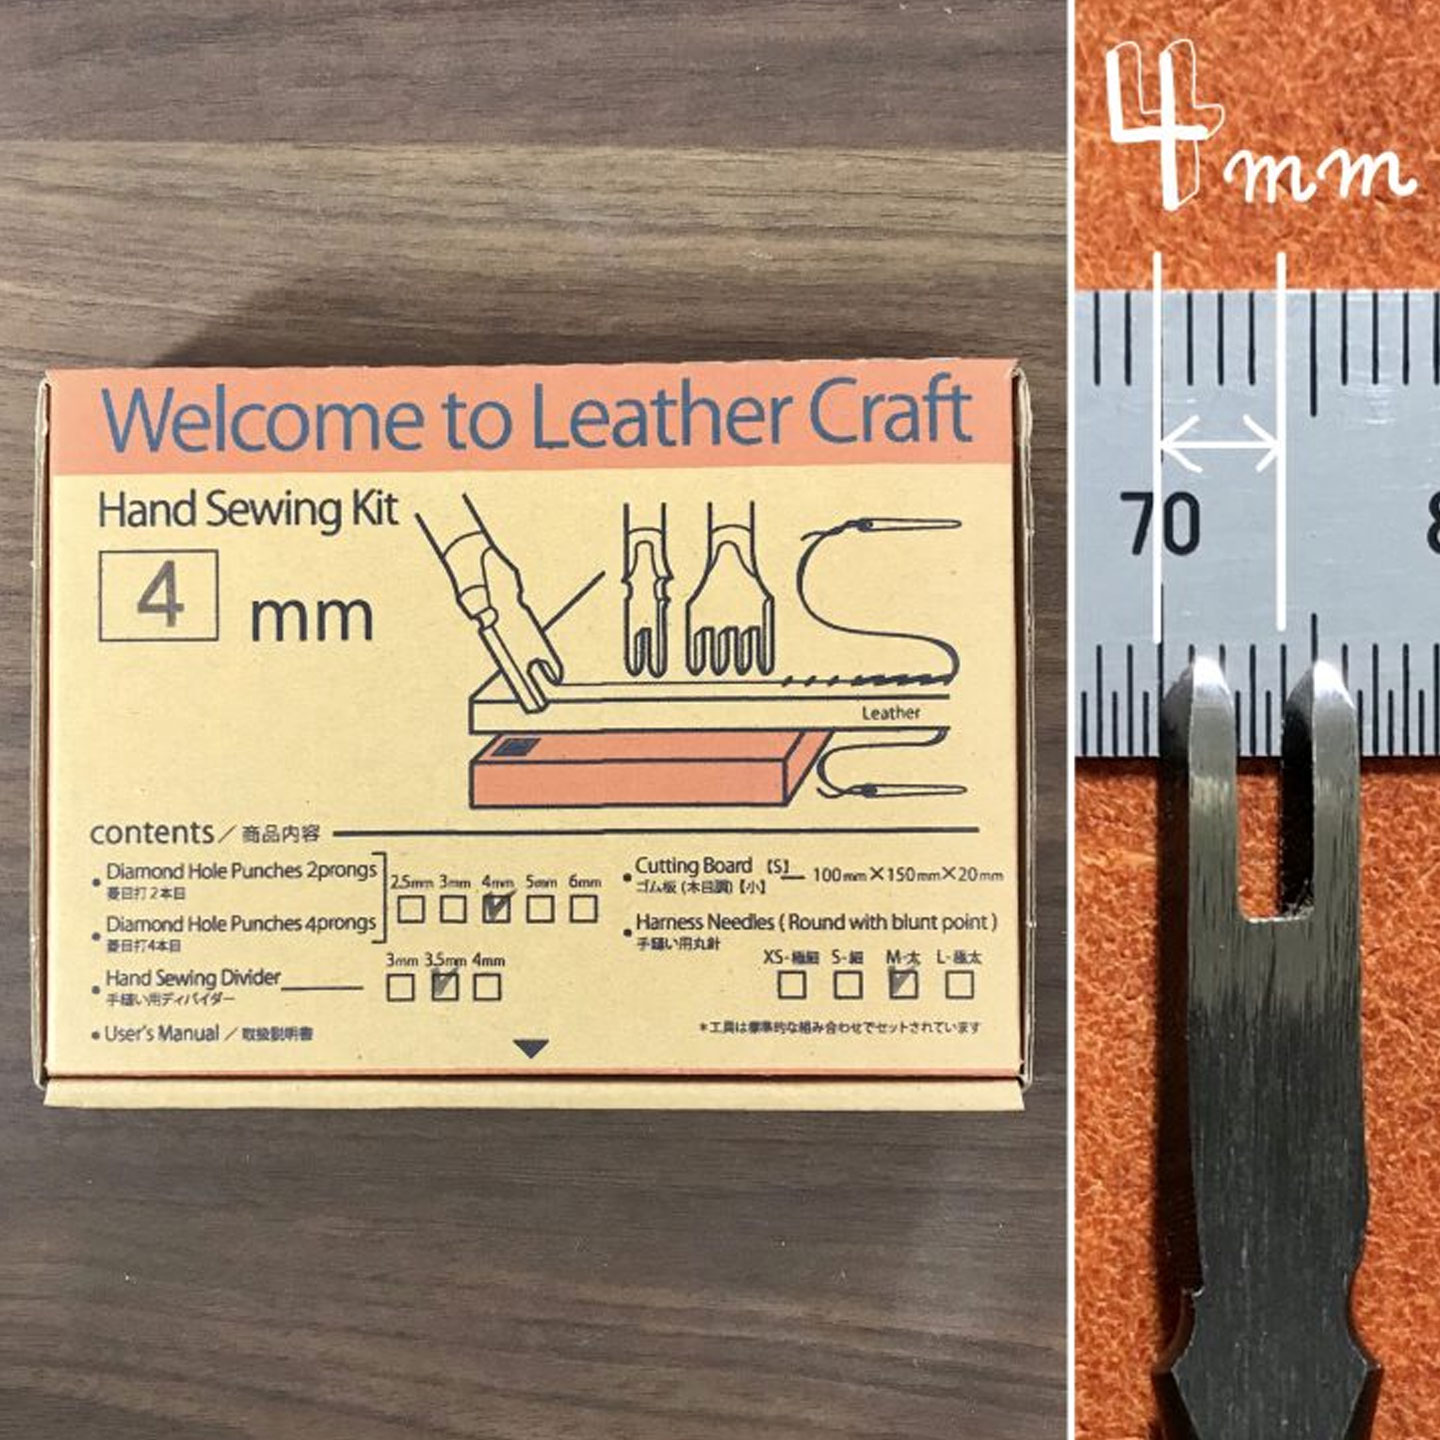 Welcome to Leather Craft
Hand Sewing Kit
4 mm
Leather
contents／商品内容
• Diamond Hole Punches 2prongs
菱目打2本目
• Diamond Hole Punches 4prongs
菱目打4本目
2.5mm 3mm 4mm 5mm 6mm
• Hand Sewing Divider
手縫い用ディバイダー
3mm 3.5mm 4mm
• User's Manual／取扱説明書
• Cutting Board 【S】 100mm×150mm×20mm
ゴム板 (木目調)【小】
• Harness Needles ( Round with blunt point )
手縫い用丸針
XS-極細 S-細 M-太 L-極太
*工具は標準的な組み合わせでセットされています
4mm
70
8